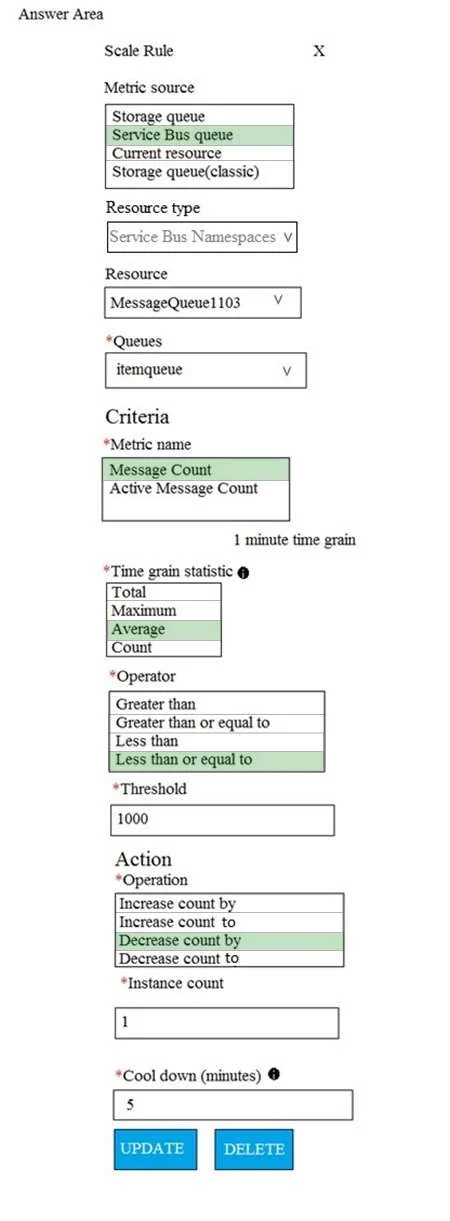 Answer Area
Scale Rule X
Metric source
Storage queue
Service Bus queue
Current resource
Storage queue(classic)
Resource type
Service Bus Namespaces
Resource
MessageQueue1103
*Queues
itemqueue
Criteria
*Metric name
Message Count
Active Message Count
1 minute time grain
*Time grain statistic
Total
Maximum
Average
Count
*Operator
Greater than
Greater than or equal to
Less than
Less than or equal to
*Threshold
1000
Action
*Operation
Increase count by
Increase count to
Decrease count by
Decrease count to
*Instance count
1
*Cool down (minutes)
5
UPDATE DELETE